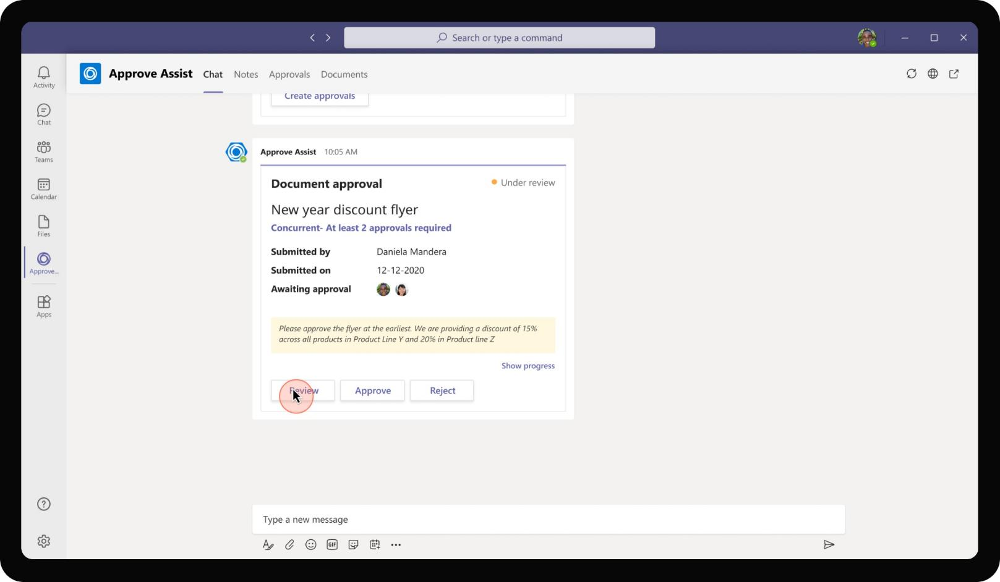 Search or type a command
Approve Assist
Chat
Notes
Approvals
Documents
Activity
Chat
Teams
Calendar
Files
Approve...
Apps
Create approvals
Approve Assist 10:05 AM
Document approval
Under review
New year discount flyer
Concurrent- At least 2 approvals required
Submitted by Daniela Mandera
Submitted on 12-12-2020
Awaiting approval
Please approve the flyer at the earliest. We are providing a discount of 15%
across all products in Product Line Y and 20% in Product line Z
Show progress
Review
Approve
Reject
Type a new message
GIF